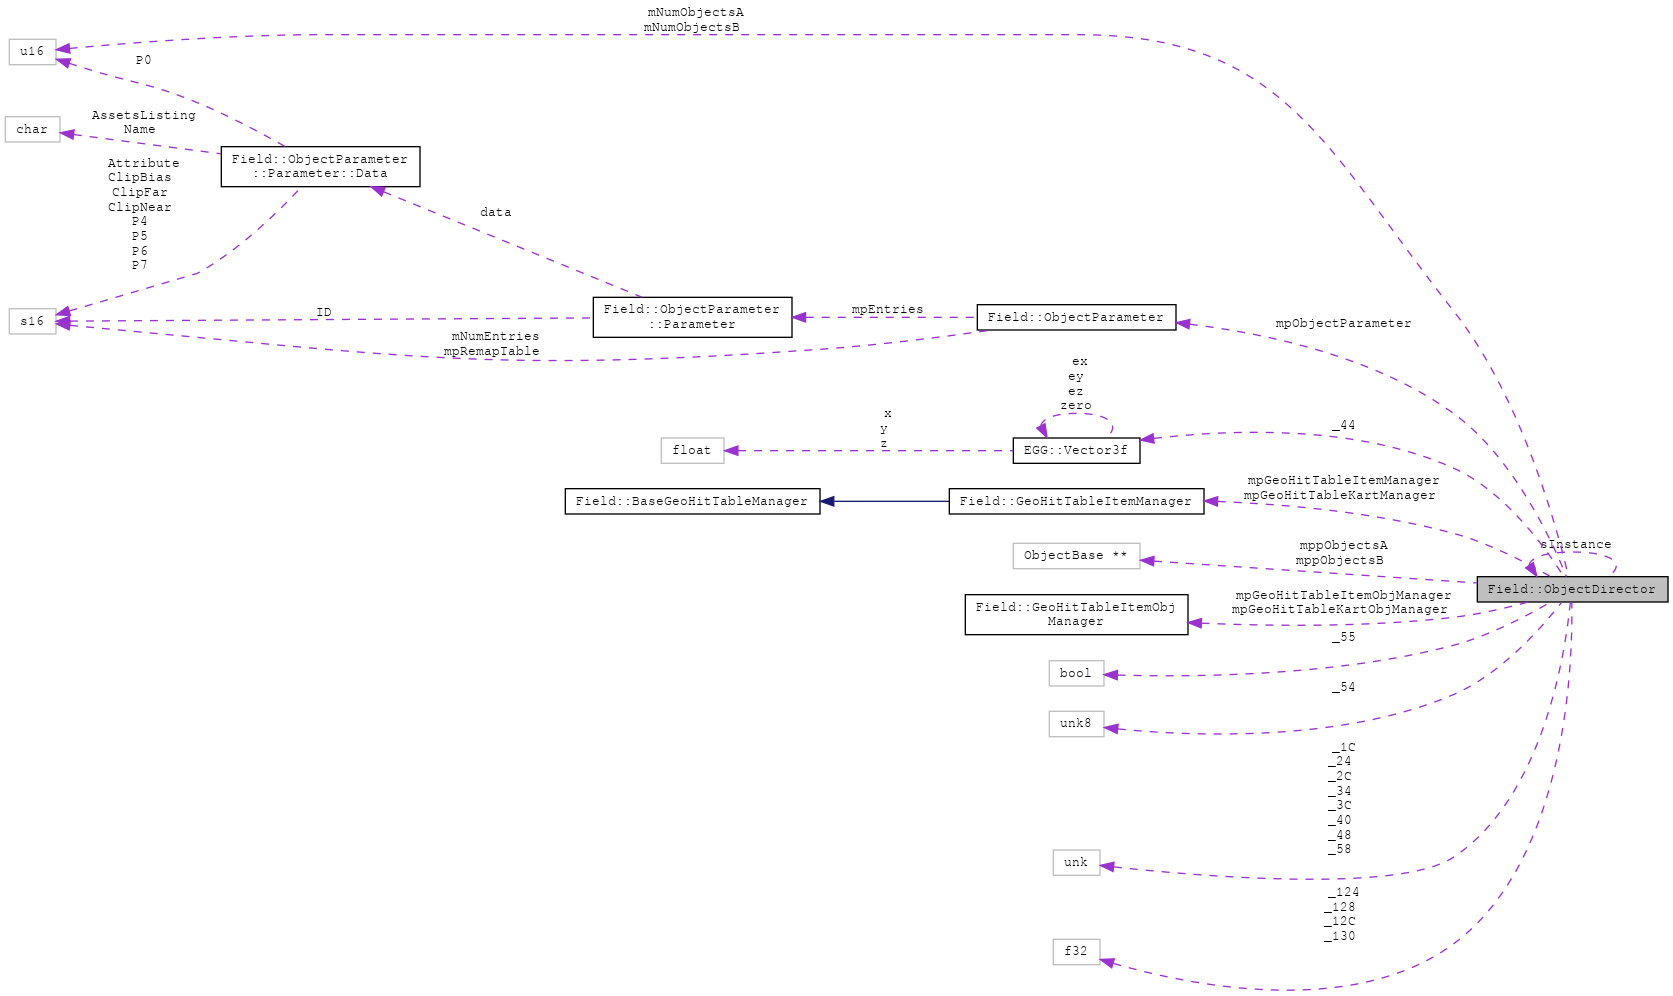 mNumObjectsA
mNumObjectsB
u16
P0
AssetsListing
Name
char
Field::ObjectParameter
::Parameter::Data
Attribute
ClipBias
ClipFar
ClipNear
P4
P5
P6
P7
data
s16
ID
Field::ObjectParameter
::Parameter
mpEntries
Field::ObjectParameter
mpObjectParameter
mNumEntries
mpRemapTable
ex
ey
ez
zero
x
y
z
float
EGG::Vector3f
_44
Field::BaseGeoHitTableManager
Field::GeoHitTableItemManager
mpGeoHitTableItemManager
mpGeoHitTableKartManager
ObjectBase **
mppObjectsA
mppObjectsB
sInstance
Field::ObjectDirector
Field::GeoHitTableItemObj
Manager
mpGeoHitTableItemObjManager
mpGeoHitTableKartObjManager
_55
bool
_54
unk8
_1C
_24
_2C
_34
_3C
_40
_48
_58
unk
_124
_128
_12C
_130
f32